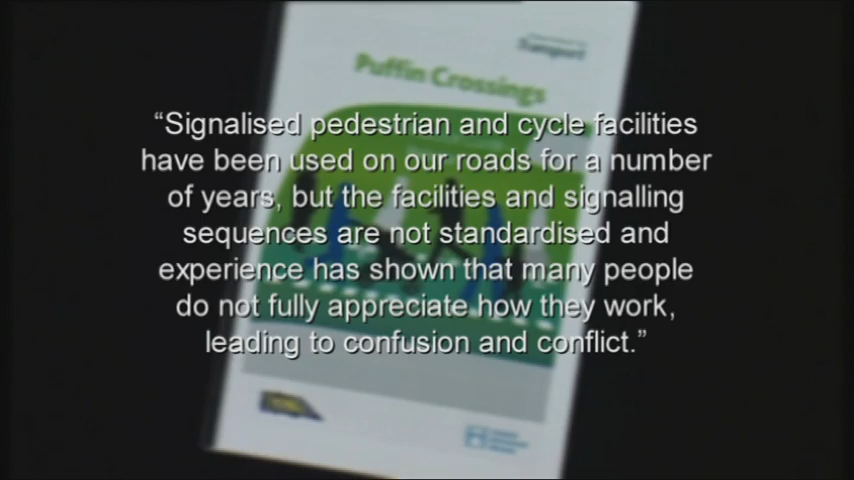 Transport
Puffin Crossings
“Signalised pedestrian and cycle facilities
have been used on our roads for a number
of years, but the facilities and signalling
sequences are not standardised and
experience has shown that many people
do not fully appreciate how they work,
leading to confusion and conflict.”